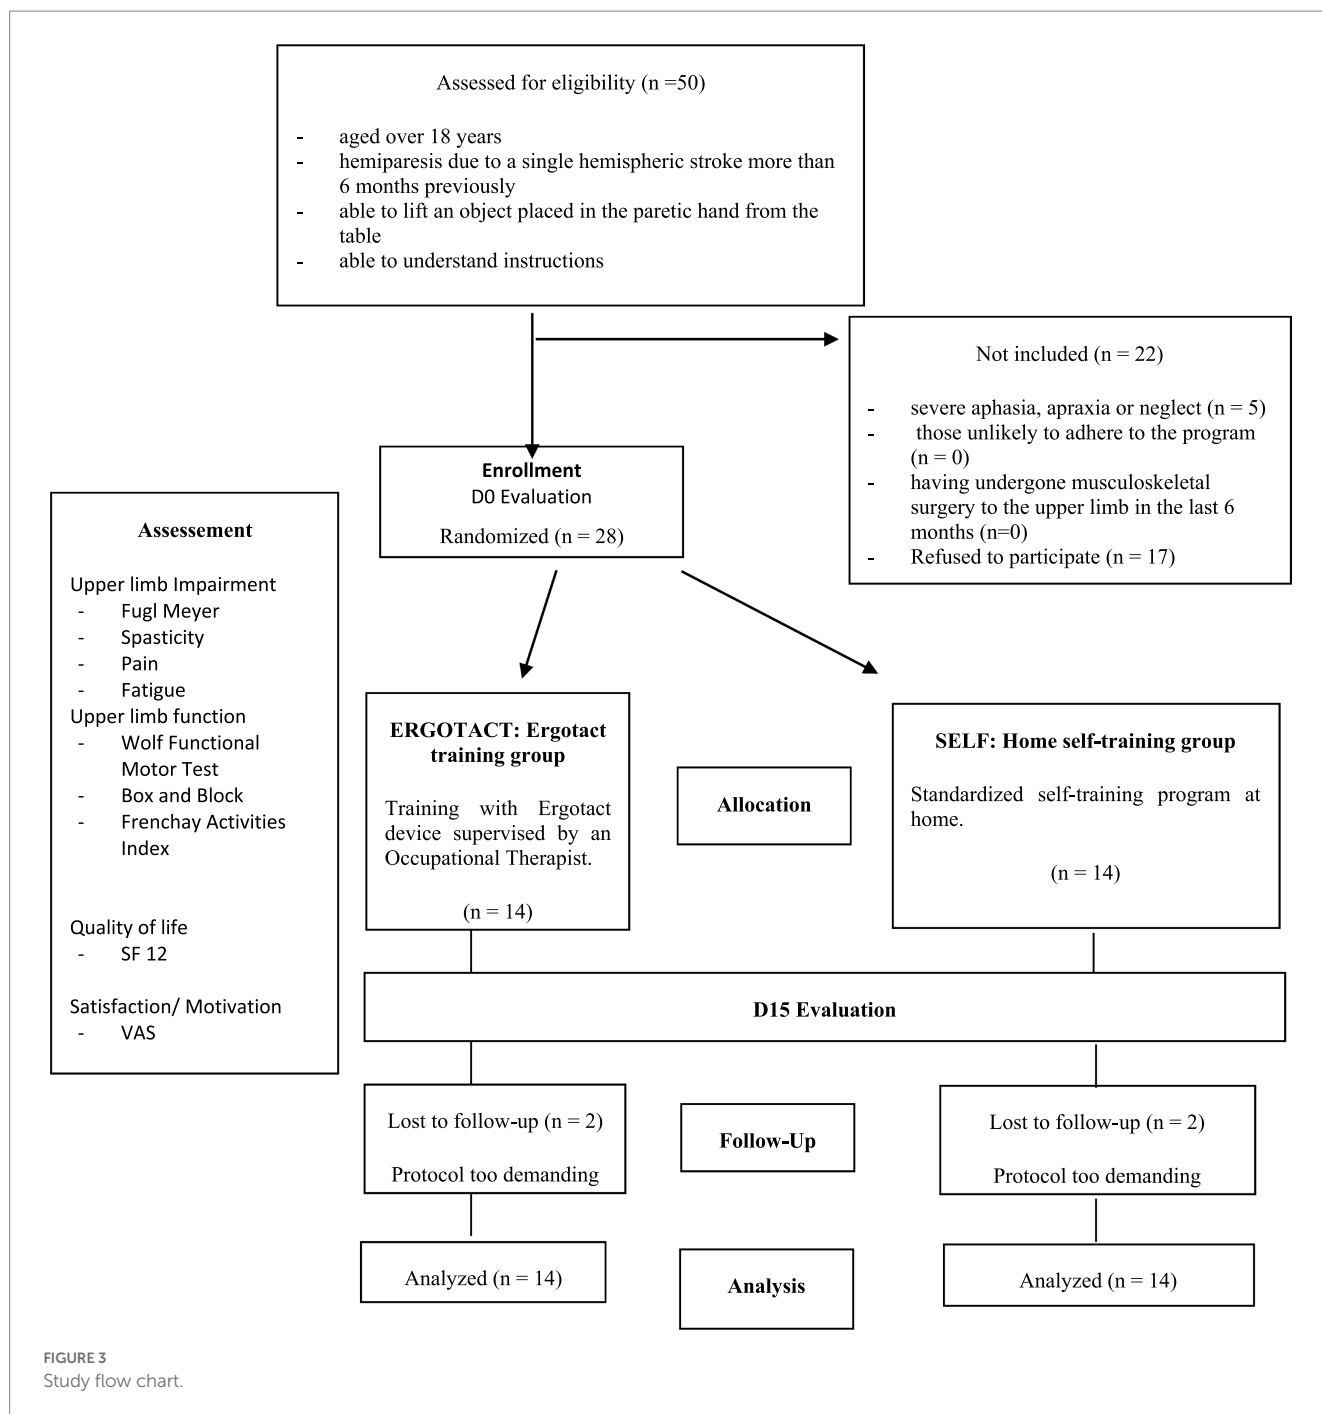 Assessed for eligibility (n =50)
- aged over 18 years
- hemiparesis due to a single hemispheric stroke more than
6 months previously
- able to lift an object placed in the paretic hand from the
table
- able to understand instructions
Not included (n = 22)
- severe aphasia, apraxia or neglect (n = 5)
- those unlikely to adhere to the program
(n = 0)
- having undergone musculoskeletal
surgery to the upper limb in the last 6
months (n=0)
- Refused to participate (n = 17)
Enrollment
D0 Evaluation
Randomized (n = 28)
Assessement
Upper limb Impairment
- Fugl Meyer
- Spasticity
- Pain
- Fatigue
Upper limb function
- Wolf Functional
Motor Test
- Box and Block
- Frenchay Activities
Index
Quality of life
- SF 12
Satisfaction/ Motivation
- VAS
ERGOTACT: Ergotact
training group
Training with Ergotact
device supervised by an
Occupational Therapist.
(n = 14)
Allocation
SELF: Home self-training group
Standardized self-training program at
home.
(n = 14)
D15 Evaluation
Lost to follow-up (n = 2)
Protocol too demanding
Follow-Up
Lost to follow-up (n = 2)
Protocol too demanding
Analyzed (n = 14)
Analysis
Analyzed (n = 14)
FIGURE 3
Study flow chart.